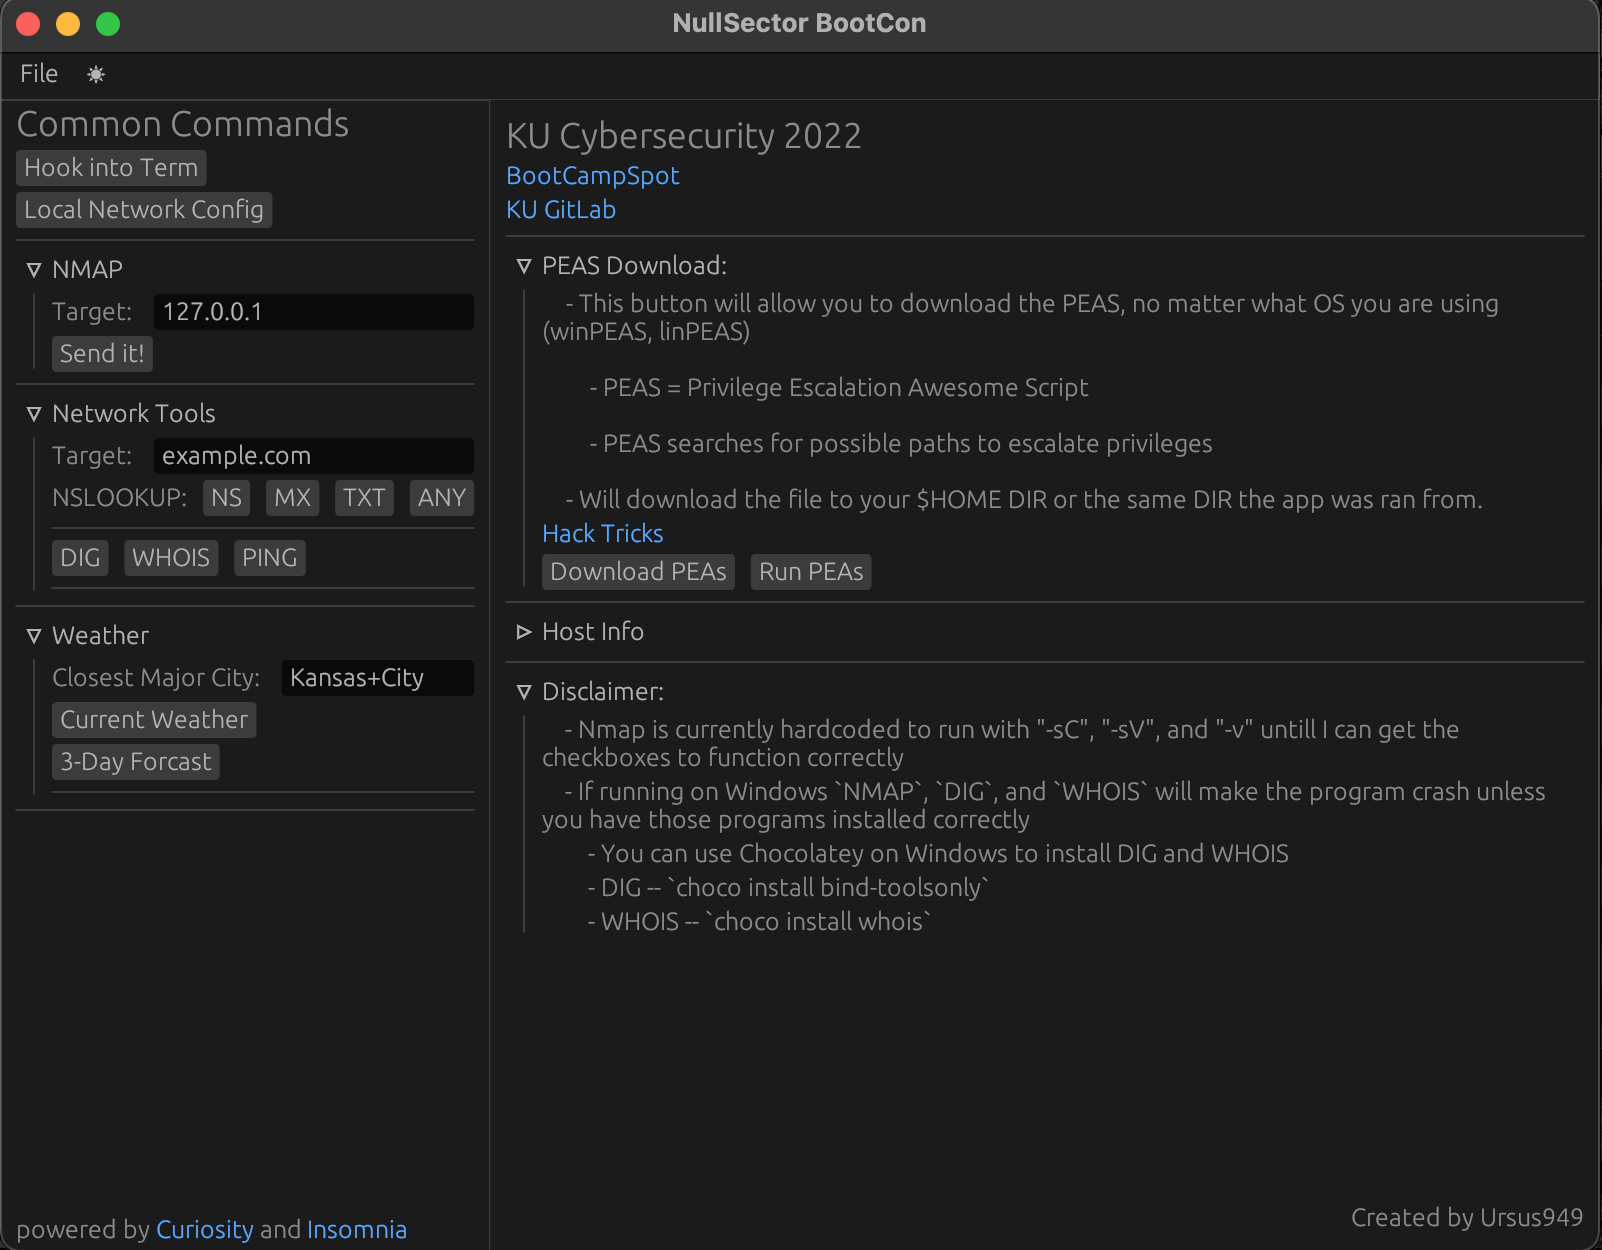 NullSector BootCon
File
Common Commands
Hook into Term
Local Network Config
NMAP
Target: 127.0.0.1
Send it!
Network Tools
Target: example.com
NSLOOKUP: NS MX TXT ANY
DIG WHOIS PING
Weather
Closest Major City: Kansas+City
Current Weather
3-Day Forcast
powered by Curiosity and Insomnia
KU Cybersecurity 2022
BootCampSpot
KU GitLab
PEAS Download:
- This button will allow you to download the PEAS, no matter what OS you are using
(winPEAS, linPEAS)
- PEAS = Privilege Escalation Awesome Script
- PEAS searches for possible paths to escalate privileges
- Will download the file to your $HOME DIR or the same DIR the app was ran from.
Hack Tricks
Download PEAs Run PEAs
Host Info
Disclaimer:
- Nmap is currently hardcoded to run with "-sC", "-sV", and "-v" untill I can get the
checkboxes to function correctly
- If running on Windows `NMAP`, `DIG`, and `WHOIS` will make the program crash unless
you have those programs installed correctly
- You can use Chocolatey on Windows to install DIG and WHOIS
- DIG -- `choco install bind-toolsonly`
- WHOIS -- `choco install whois`
Created by Ursus949